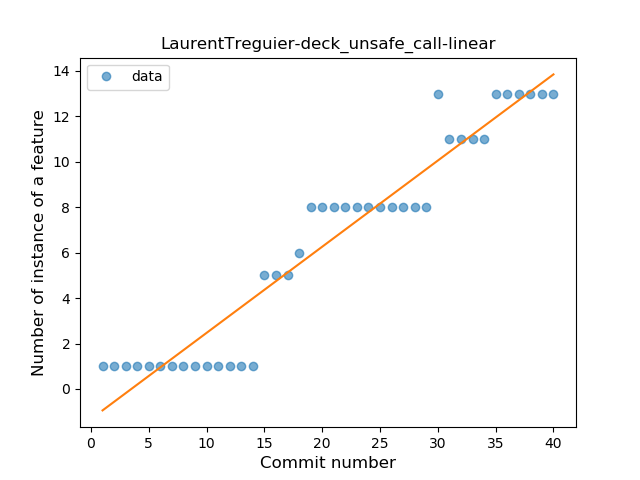 LaurentTreguier-deck_unsafe_call-linear
data
Number of instance of a feature
14
12
10
8
6
4
2
0
0 5 10 15 20 25 30 35 40
Commit number